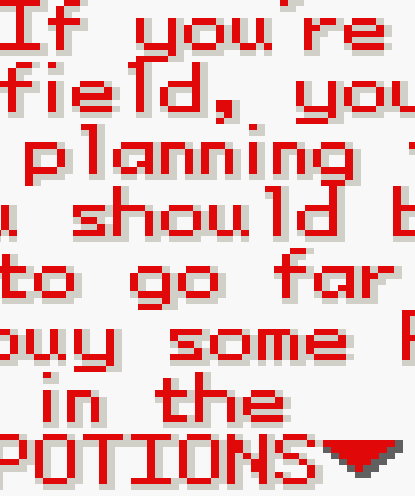 If you're
field, you
planning
u should b
to go far
buy some
in the
POTIONS